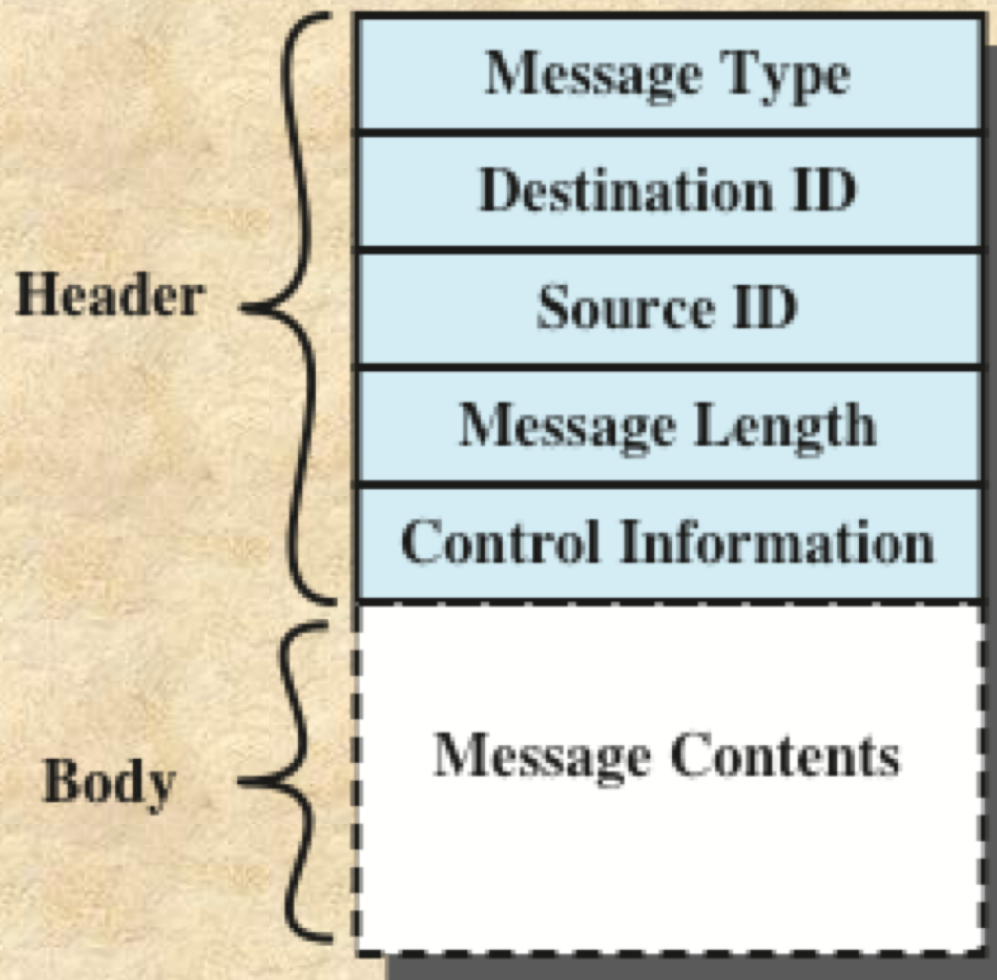 Header
Message Type
Destination ID
Source ID
Message Length
Control Information
Body
Message Contents